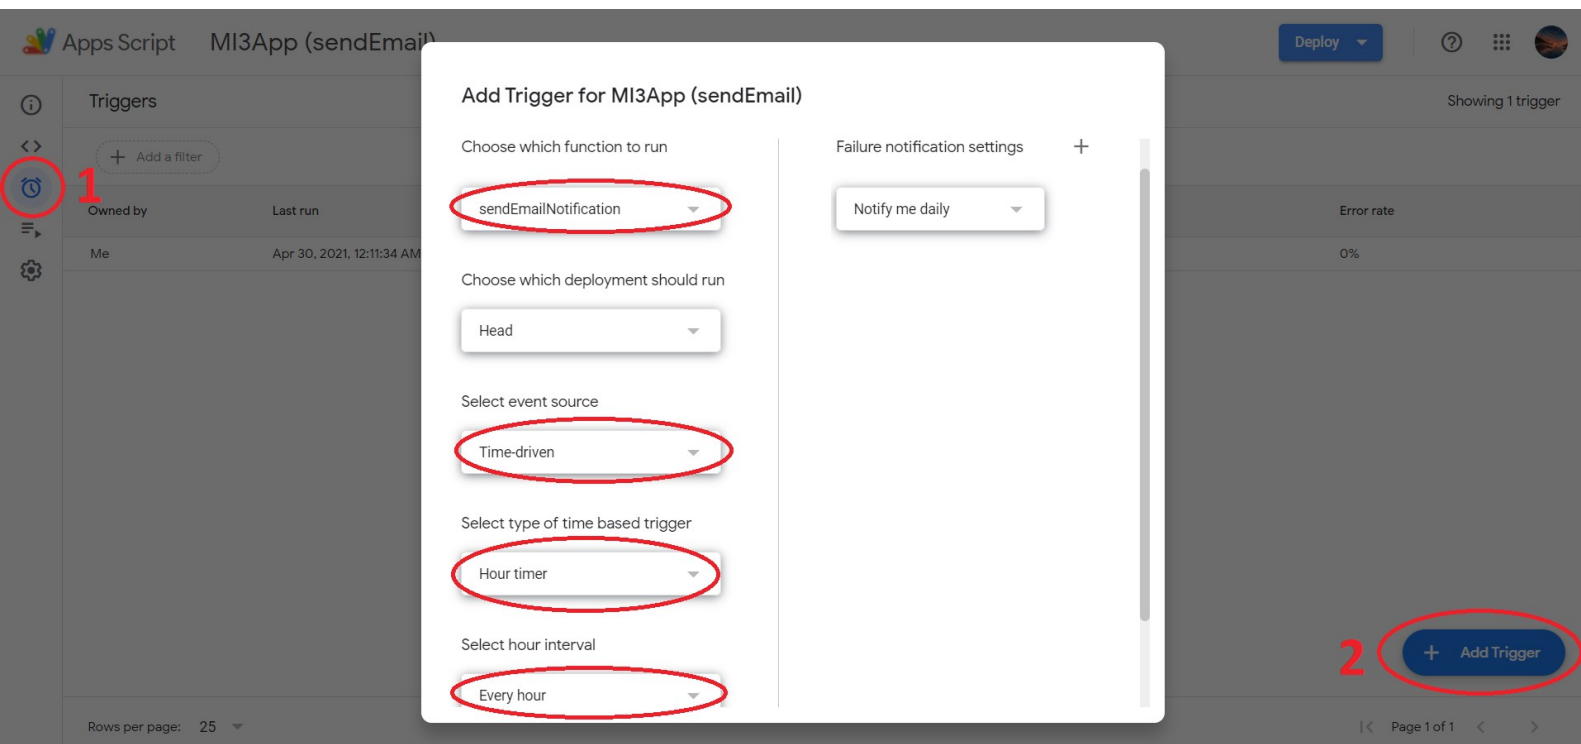 Apps Script MI3App (sendEmail)
Deploy
Triggers
Showing 1 trigger
+ Add a filter
1
Owned by Last run Error rate
Me Apr 30, 2021, 12:11:34 AM 0%
Add Trigger for MI3App (sendEmail)
Choose which function to run
sendEmailNotification
Choose which deployment should run
Head
Select event source
Time-driven
Select type of time based trigger
Hour timer
Select hour interval
Every hour
Failure notification settings +
Notify me daily
2
+ Add Trigger
Rows per page: 25
Page 1 of 1